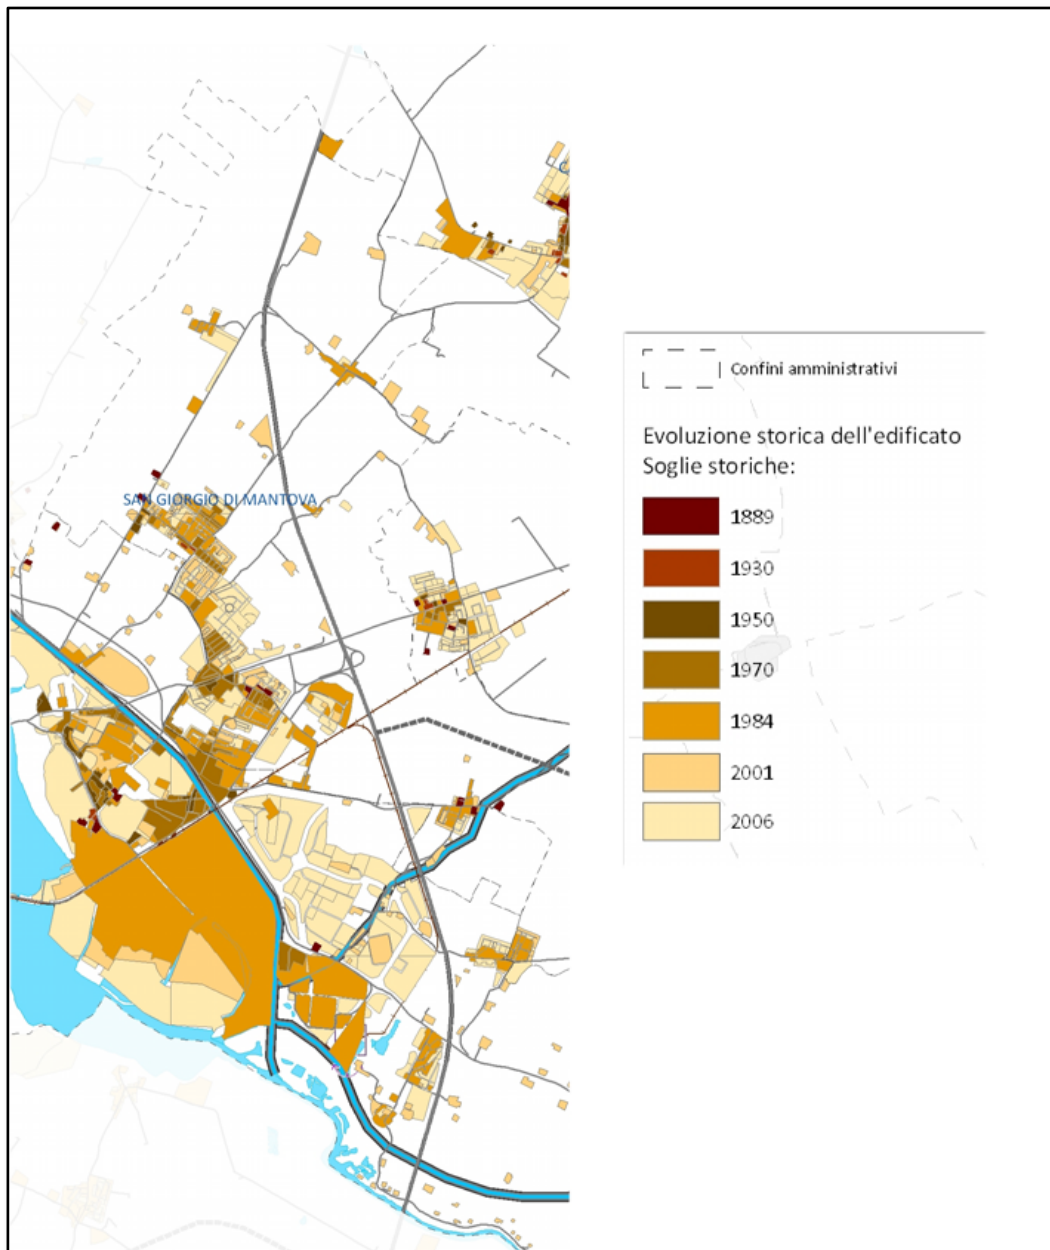 SAN GIORGIO DI MANTOVA
Confini amministrativi
Evoluzione storica dell'edificato
Soglie storiche:
1889
1930
1950
1970
1984
2001
2006